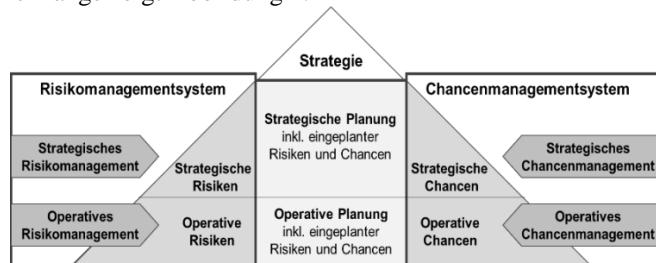 Strategie
Risikomanagementsystem
Chancenmanagementsystem
Strategische Planung
inkl. eingeplanter
Risiken und Chancen
Strategisches
Risikomanagement
Strategische
Risiken
Strategische
Chancen
Strategisches
Chancenmanagement
Operatives
Risikomanagement
Operative
Risiken
Operative Planung
inkl. eingeplanter
Risiken und Chancen
Operative
Chancen
Operatives
Chancenmanagement